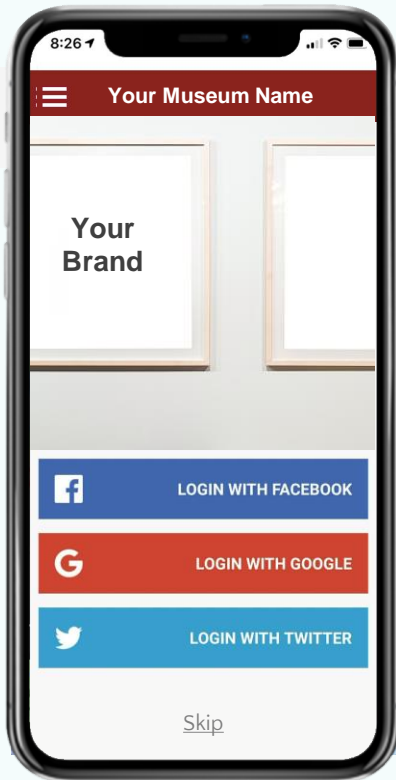 8:26
Your Museum Name
Your
Brand
LOGIN WITH FACEBOOK
LOGIN WITH GOOGLE
LOGIN WITH TWITTER
Skip